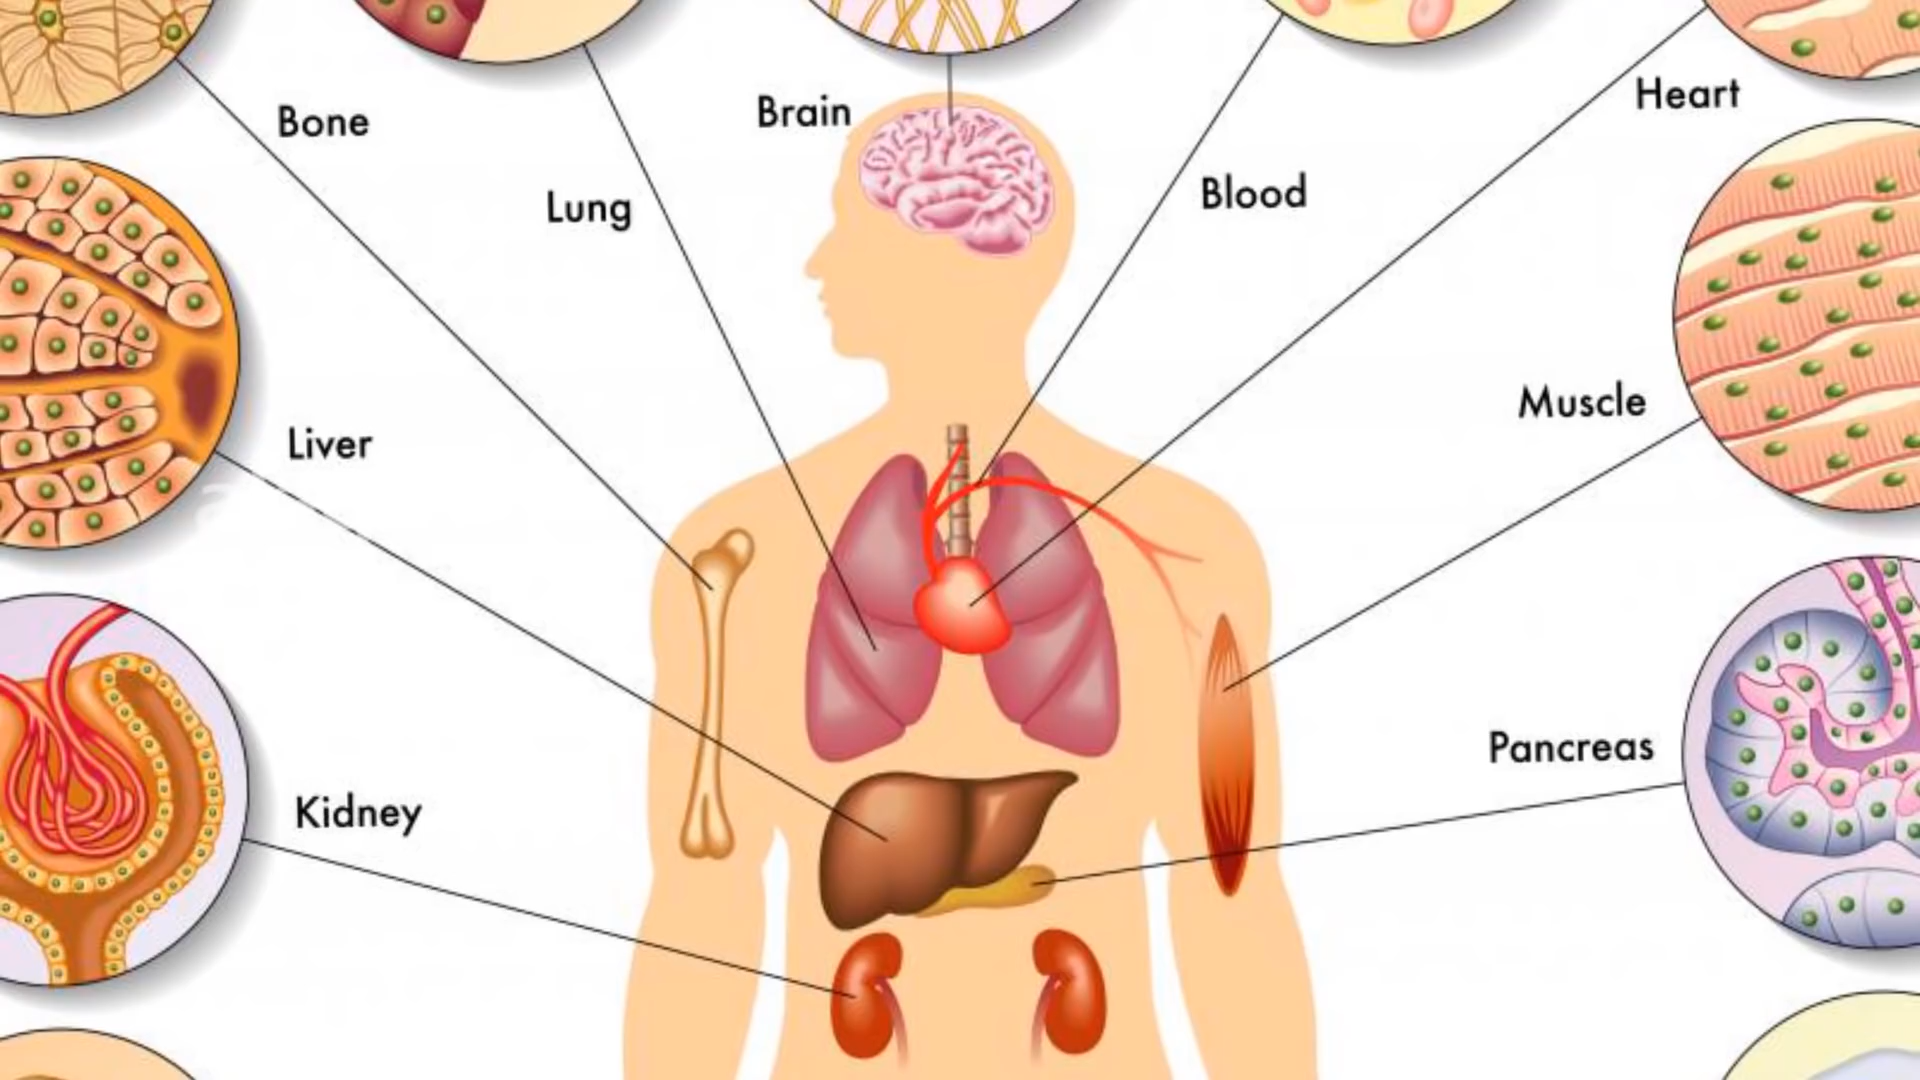 Brain
Heart
Bone
Blood
Lung
Muscle
Liver
Pancreas
Kidney